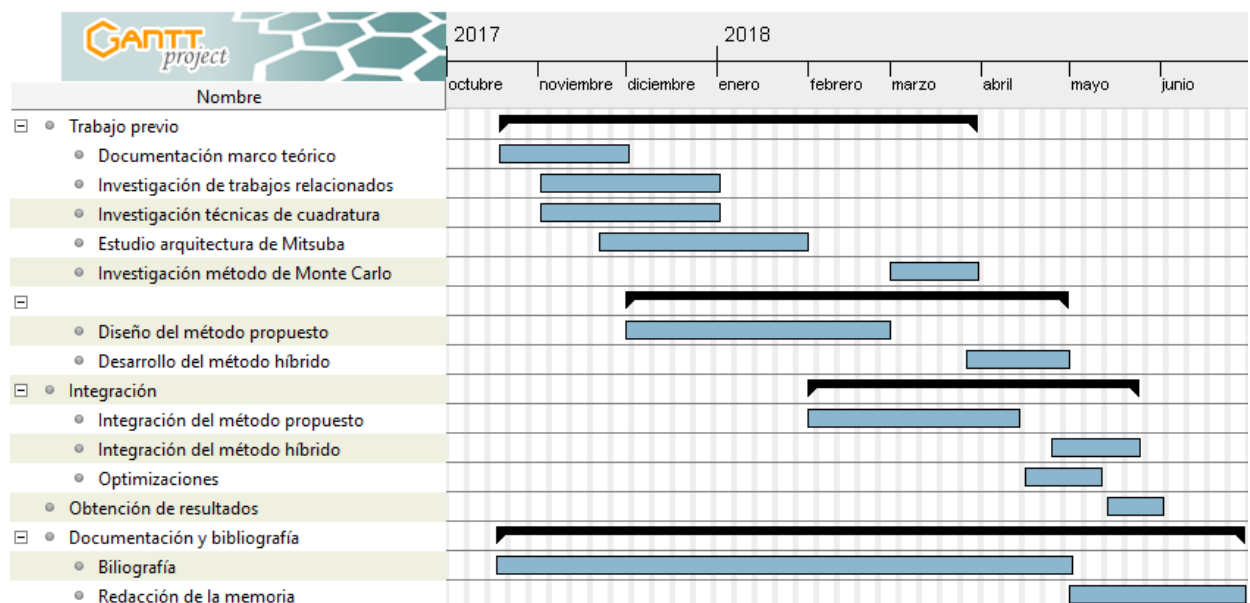 GANTT
project
2017 2018
Nombre
octubre noviembre diciembre enero febrero marzo abril mayo junio
Trabajo previo
Documentación marco teórico
Investigación de trabajos relacionados
Investigación técnicas de cuadratura
Estudio arquitectura de Mitsuba
Investigación método de Monte Carlo
Diseño del método propuesto
Desarrollo del método híbrido
Integración
Integración del método propuesto
Integración del método híbrido
Optimizaciones
Obtención de resultados
Documentación y bibliografía
Biliografía
Redacción de la memoria